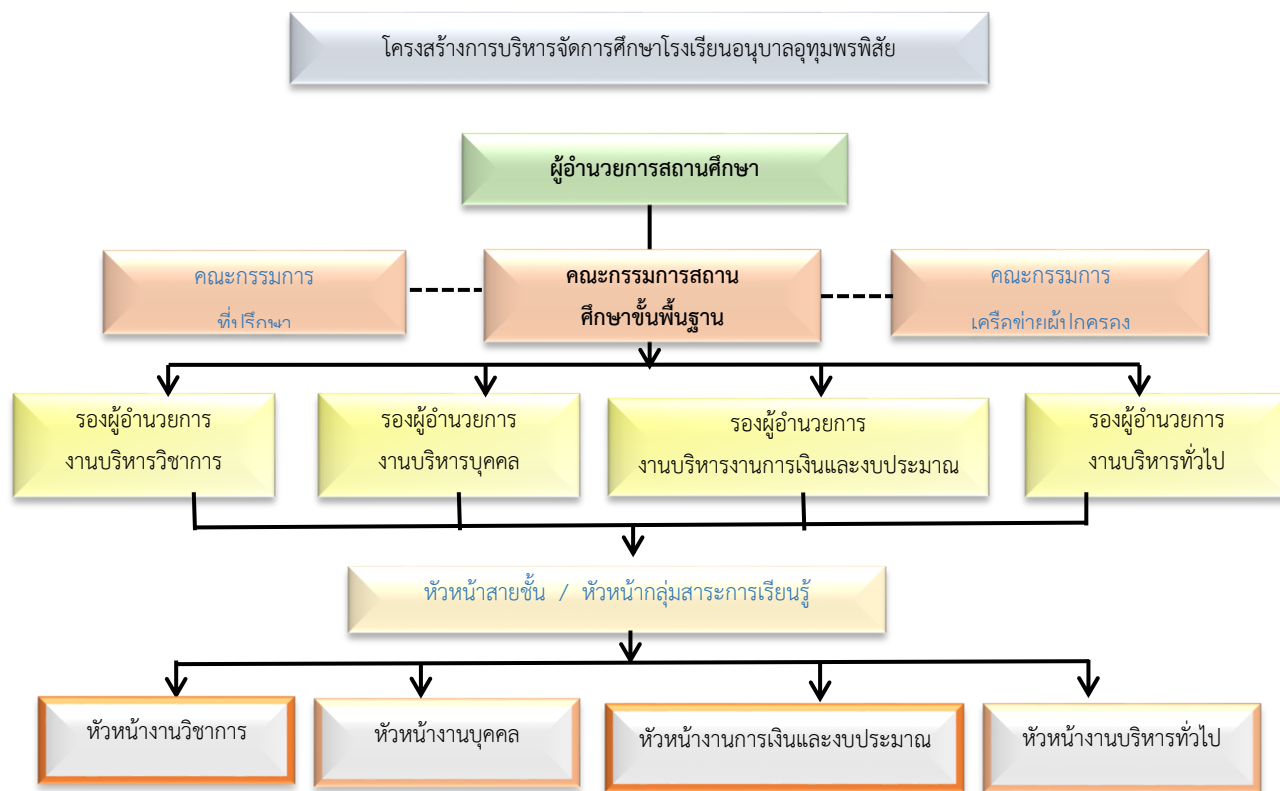 โครงสร้างการบริหารจัดการศึกษาโรงเรียนอนุบาลอุทุมพรพิสัย
ผู้อำนวยการสถานศึกษา
คณะกรรมการ
ที่ปรึกษา
คณะกรรมการสถาน
ศึกษาขั้นพื้นฐาน
คณะกรรมการ
เครือข่ายผู้ปกครอง
รองผู้อำนวยการ
งานบริหารวิชาการ
รองผู้อำนวยการ
งานบริหารบุคคล
รองผู้อำนวยการ
งานบริหารงานการเงินและงบประมาณ
รองผู้อำนวยการ
งานบริหารทั่วไป
หัวหน้าสายชั้น / หัวหน้ากลุ่มสาระการเรียนรู้
หัวหน้างานวิชาการ
หัวหน้างานบุคคล
หัวหน้างานการเงินและงบประมาณ
หัวหน้างานบริหารทั่วไป